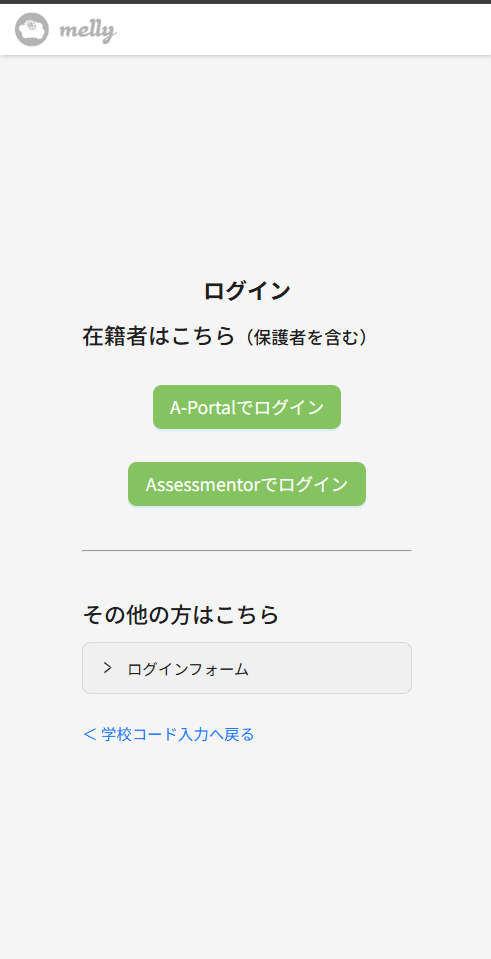 melly
ログイン
在籍者はこちら（保護者を含む）
A-Portalでログイン
Assessmentorでログイン
その他の方はこちら
ログインフォーム
＜ 学校コード入力へ戻る